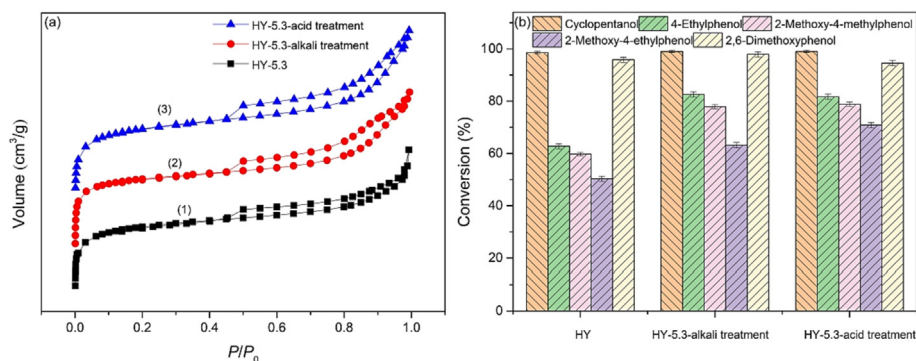 (a)
HY-5.3-acid treatment
HY-5.3-alkali treatment
HY-5.3
(3)
(2)
(1)
Volume (cm³/g)
0.0 0.2 0.4 0.6 0.8 1.0
P/P₀
(b)
Cyclopentanol 4-Ethylphenol 2-Methoxy-4-methylphenol
2-Methoxy-4-ethylphenol 2,6-Dimethoxyphenol
100
80
60
40
20
0
Conversion (%)
HY HY-5.3-alkali treatment HY-5.3-acid treatment